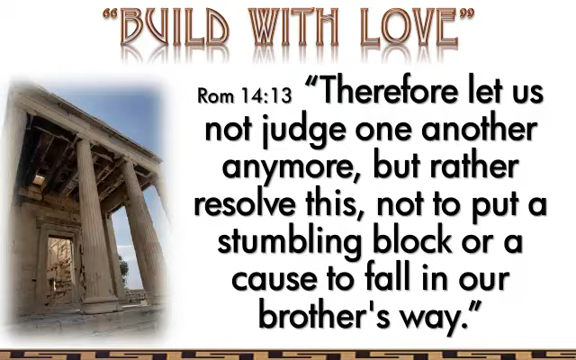 “BUILD WITH LOVE”
Rom 14:13 “Therefore let us
not judge one another
anymore, but rather
resolve this, not to put a
stumbling block or a
cause to fall in our
brother's way.”